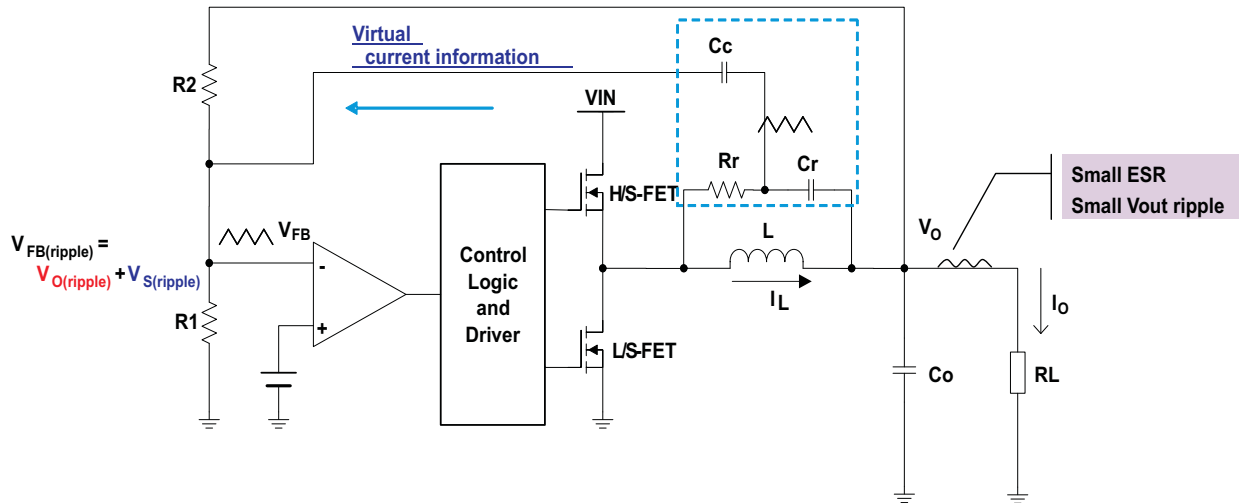 Virtual
current information
Cc
R2
VIN
Rr
Cr
H/S-FET
Small ESR
Small Vout ripple
VFB(ripple) =
VO(ripple) + VS(ripple)
VFB
-
+
Control
Logic
and
Driver
L
IL
VO
IO
R1
L/S-FET
Co
RL